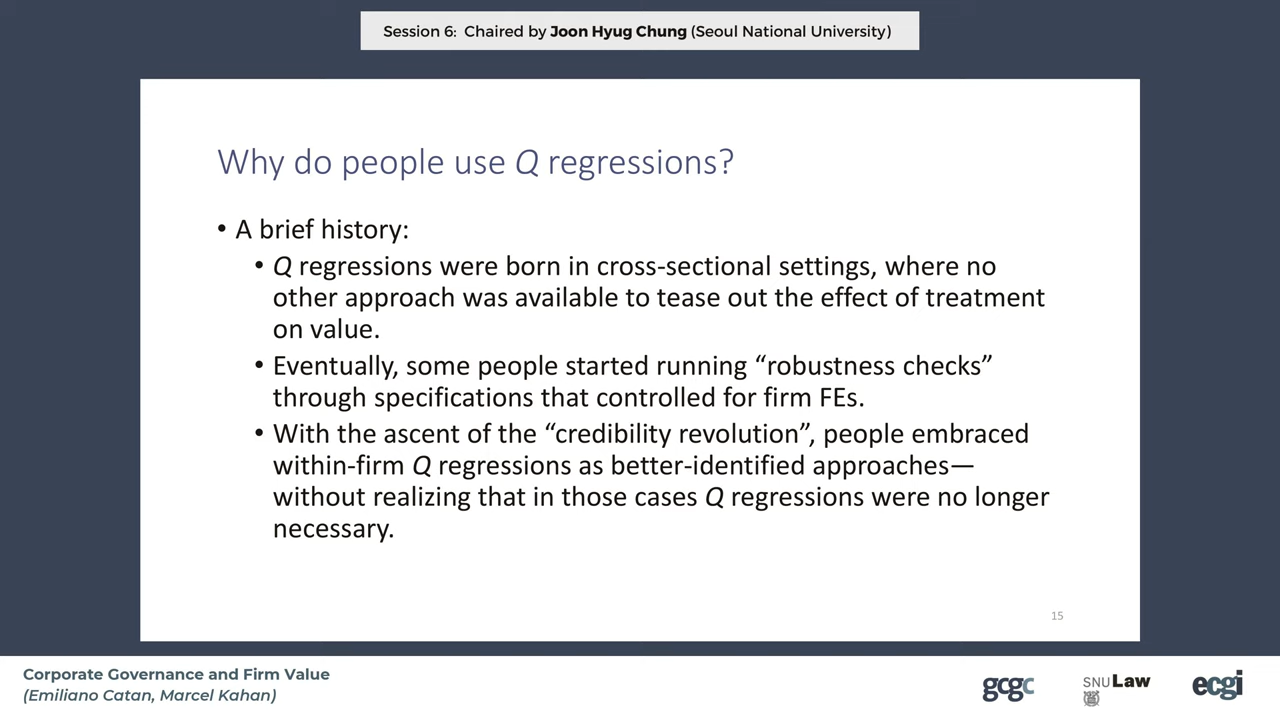 Session 6: Chaired by Joon Hyug Chung (Seoul National University)
Why do people use Q regressions?
• A brief history:
• Q regressions were born in cross-sectional settings, where no
other approach was available to tease out the effect of treatment
on value.
• Eventually, some people started running “robustness checks”
through specifications that controlled for firm FEs.
• With the ascent of the “credibility revolution”, people embraced
within-firm Q regressions as better-identified approaches—
without realizing that in those cases Q regressions were no longer
necessary.
15
Corporate Governance and Firm Value
(Emiliano Catan, Marcel Kahan)
gcgc
SNU Law
ecgi